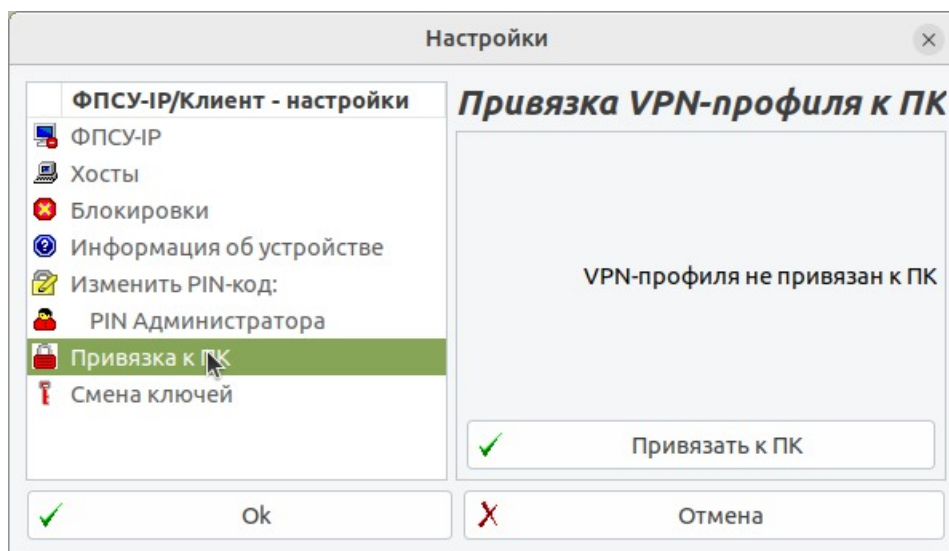 Настройки
ФПСУ-IP/Клиент - настройки
ФПСУ-IP
Хосты
Блокировки
Информация об устройстве
Изменить PIN-код:
PIN Администратора
Привязка к ПК
Смена ключей
Привязка VPN-профиля к ПК
VPN-профиля не привязан к ПК
Привязать к ПК
Ok
Отмена